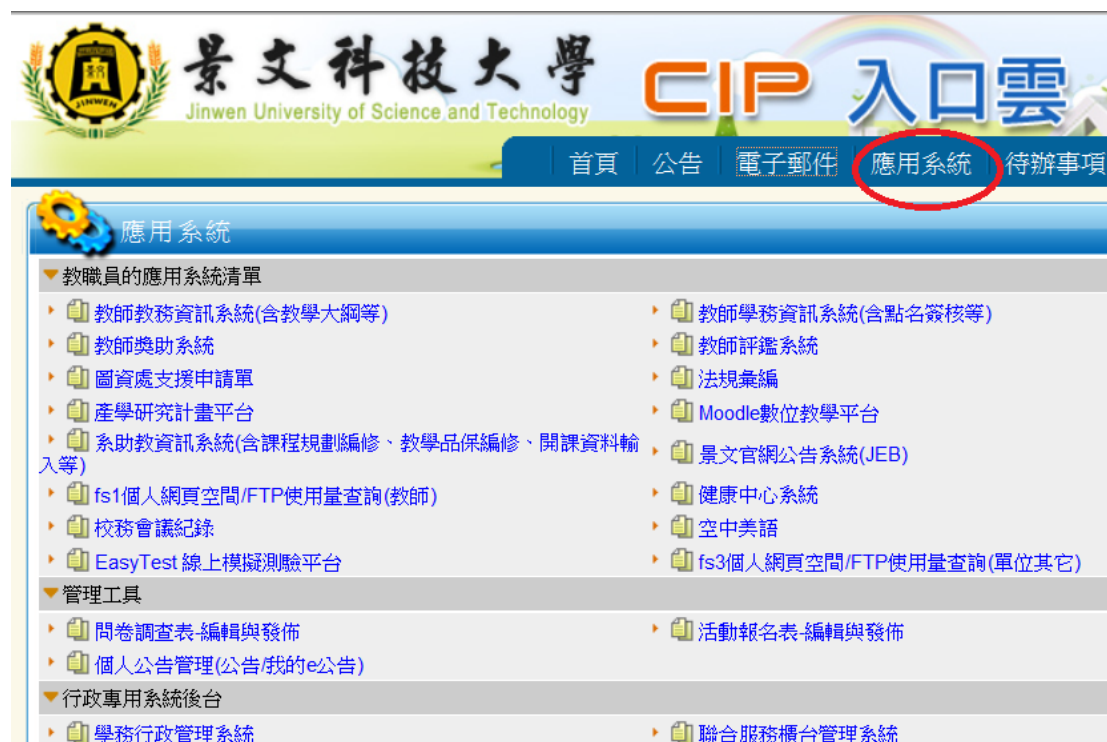 景文科技大學
Jinwen University of Science and Technology
JINWEN
CIP 入口雲
首頁 公告 電子郵件 應用系統 待辦事項
應用系統
教職員的應用系統清單
教師教務資訊系統(含教學大綱等) 教師學務資訊系統(含點名簽核等)
教師獎助系統 教師評鑑系統
圖資處支援申請單 法規彙編
產學研究計畫平台 Moodle數位教學平台
系助教資訊系統(含課程規劃編修、教學品保編修、開課資料輸
入等) 景文官網公告系統(JEB)
fs1個人網頁空間/FTP使用量查詢(教師) 健康中心系統
校務會議紀錄 空中美語
EasyTest 線上模擬測驗平台 fs3個人網頁空間/FTP使用量查詢(單位其它)
管理工具
問卷調查表-編輯與發佈 活動報名表-編輯與發佈
個人公告管理(公告/我的e公告)
行政專用系統後台
學務行政管理系統 聯合服務櫃台管理系統